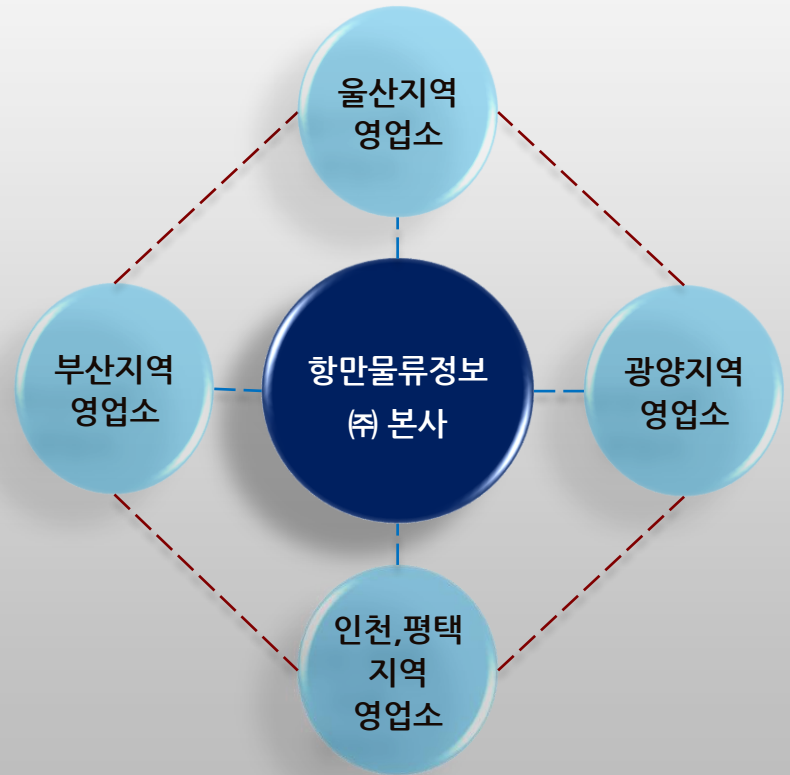 울산지역
영업소
부산지역
영업소
항만물류정보
㈜ 본사
광양지역
영업소
인천,평택
지역
영업소